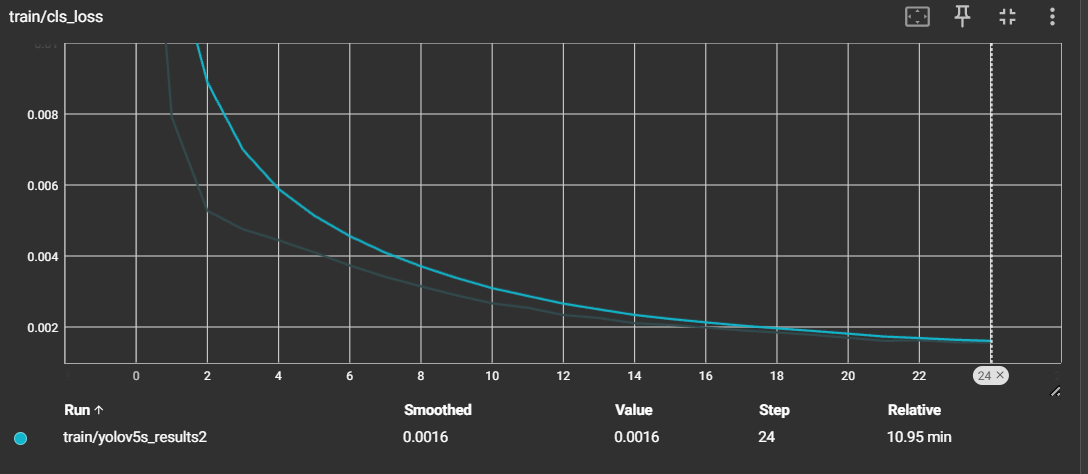 train/cls_loss
0.01
0.008
0.006
0.004
0.002
0 2 4 6 8 10 12 14 16 18 20 22 24 ×
Run ↑ Smoothed Value Step Relative
train/yolov5s_results2 0.0016 0.0016 24 10.95 min